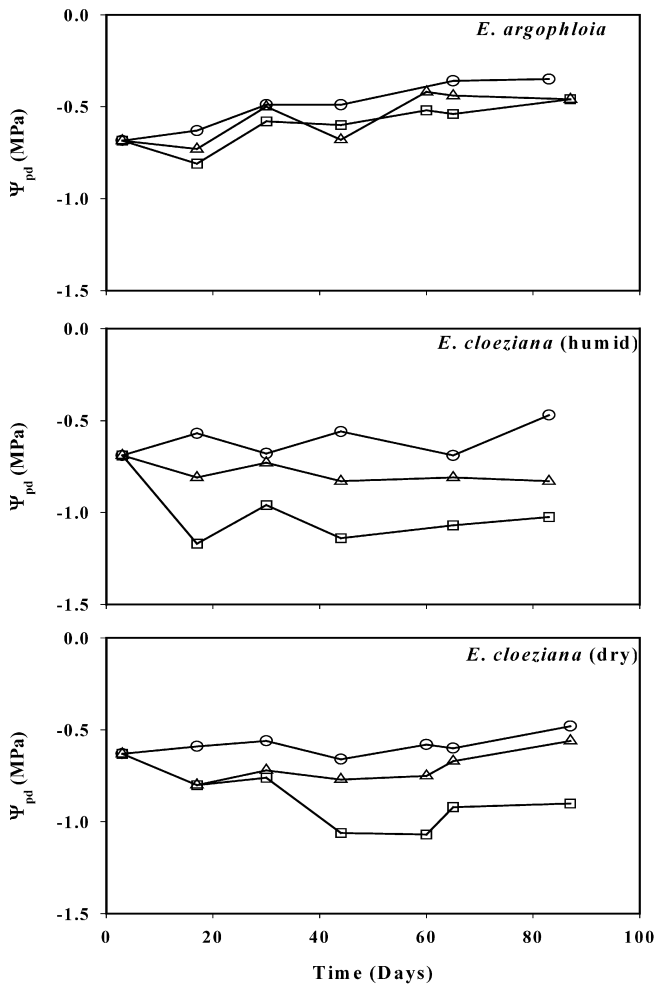 E. argophloia
0.0
-0.5
-1.0
-1.5
Ψpd (MPa)
E. cloeziana (humid)
0.0
-0.5
-1.0
-1.5
Ψpd (MPa)
E. cloeziana (dry)
0.0
-0.5
-1.0
-1.5
Ψpd (MPa)
0 20 40 60 80 100
Time (Days)